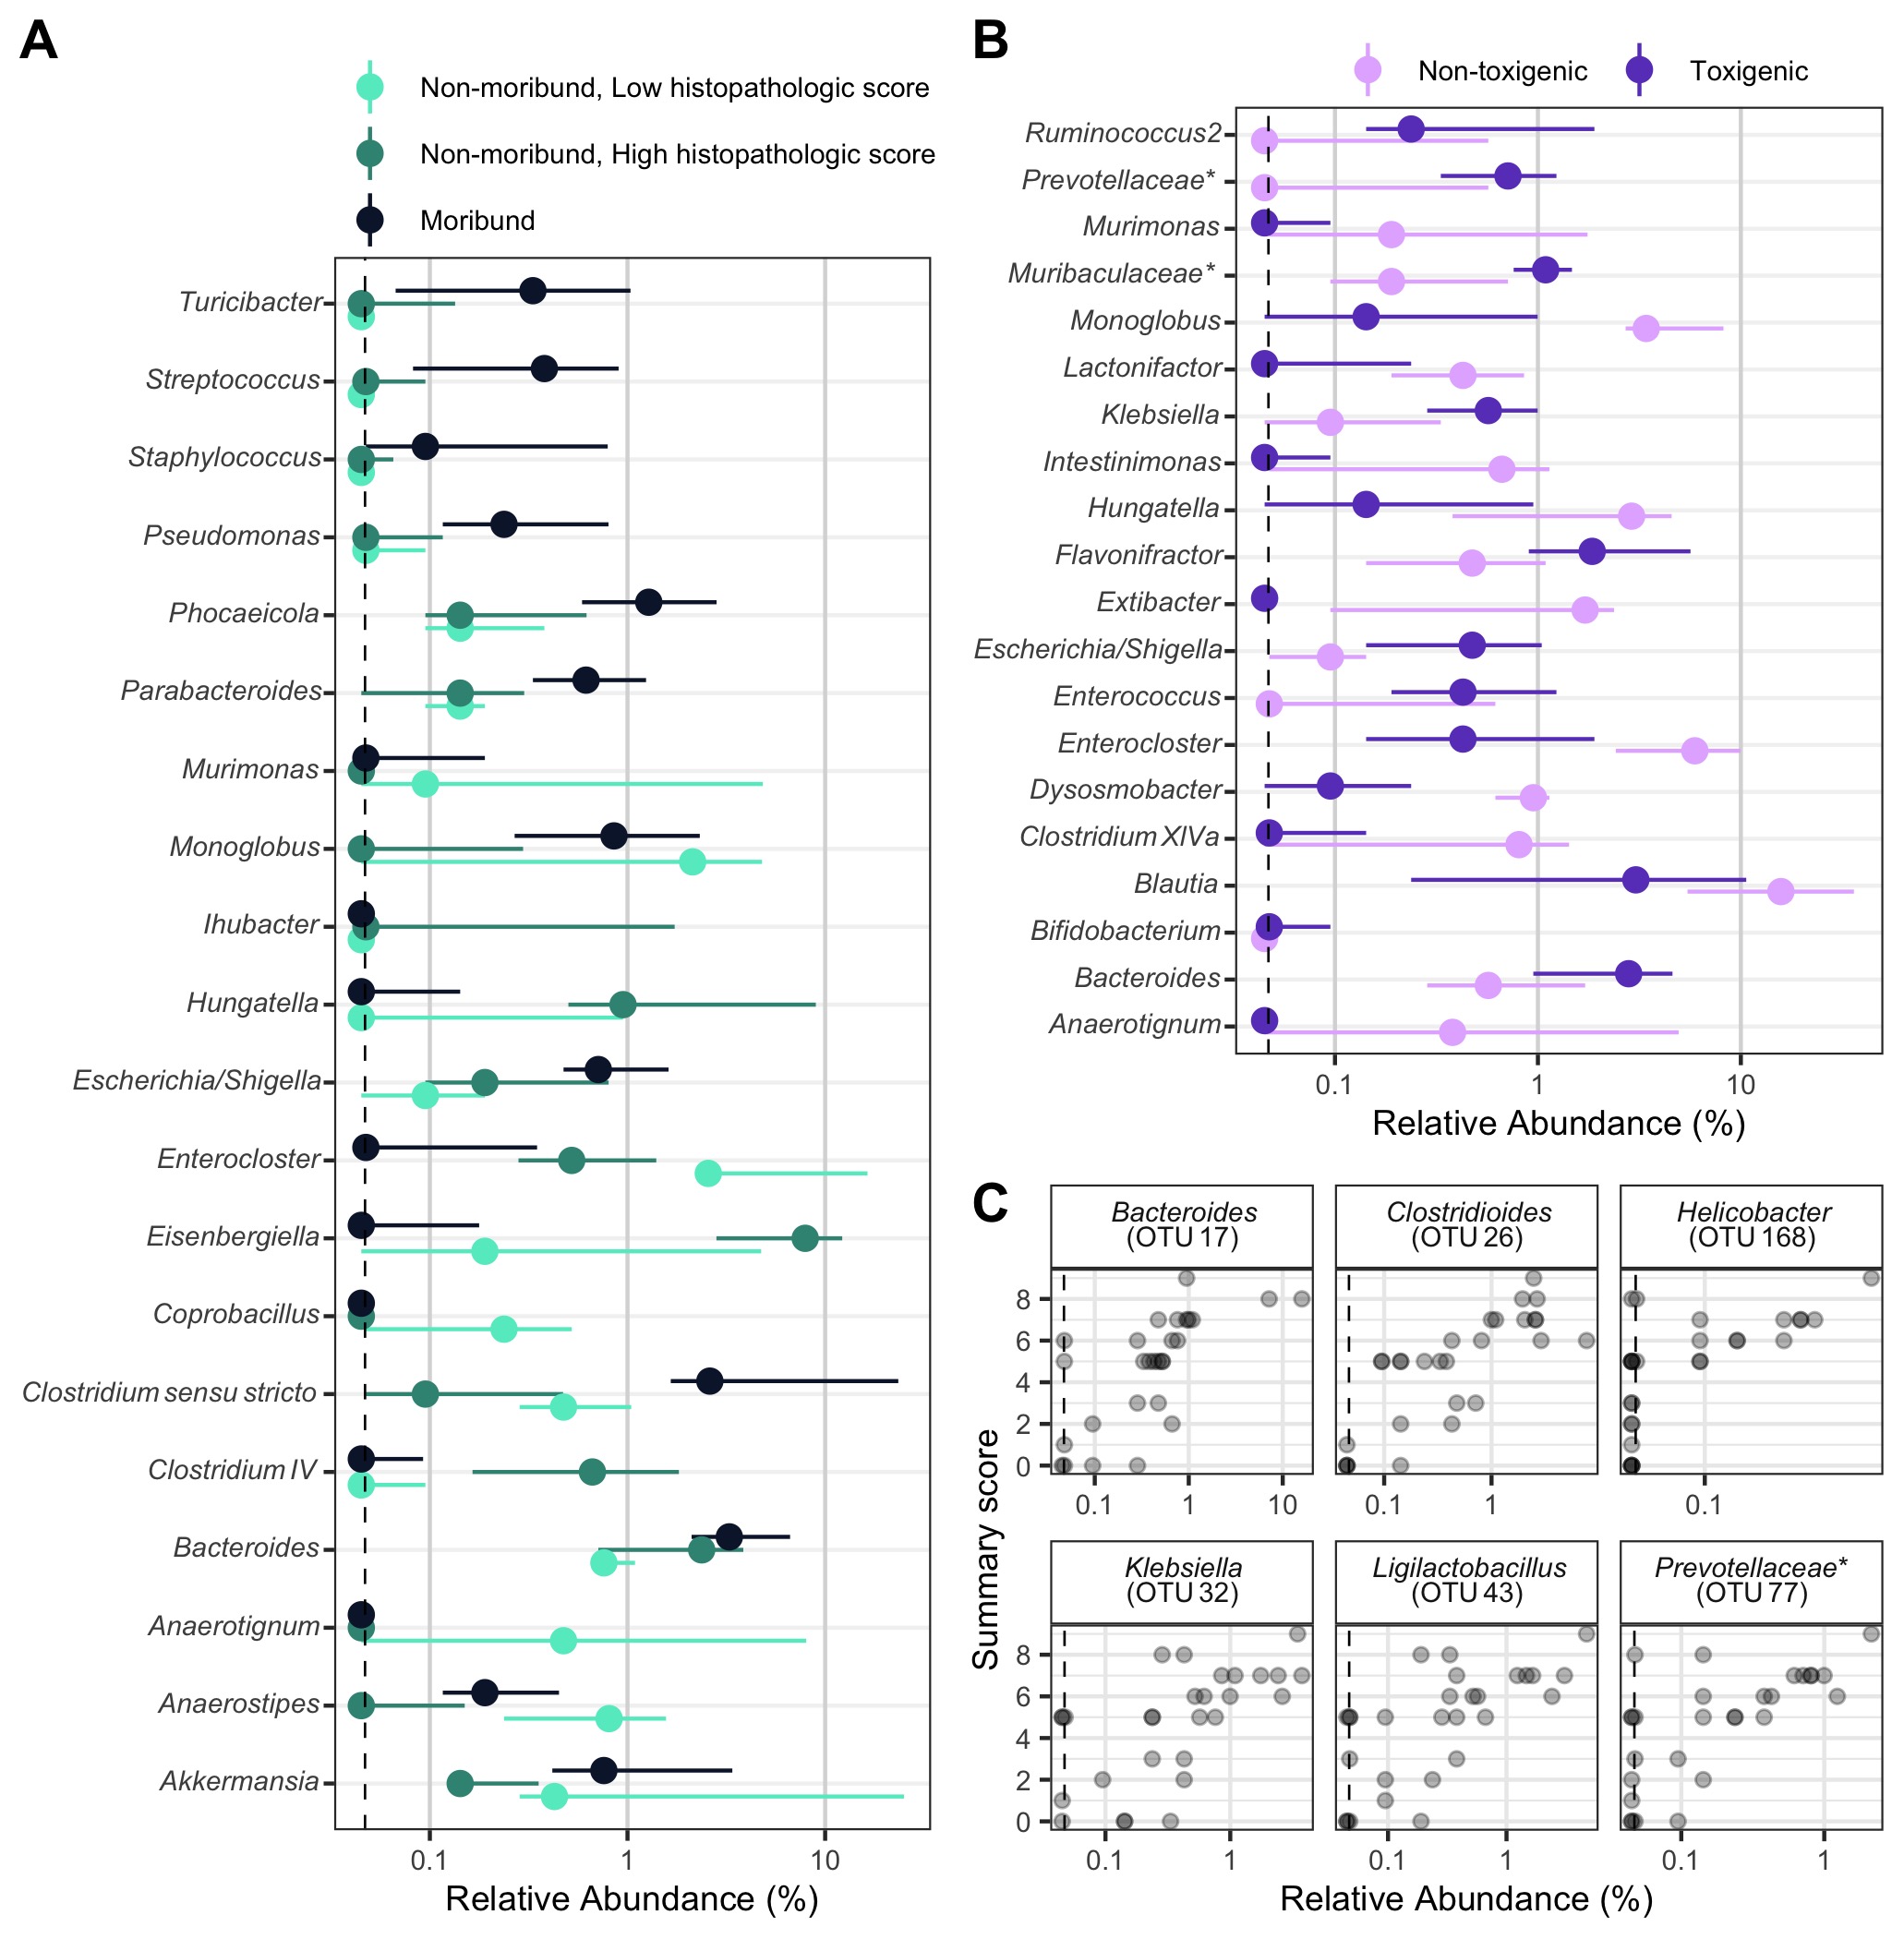 A
Non-moribund, Low histopathologic score
Non-moribund, High histopathologic score
Moribund
Turicibacter
Streptococcus
Staphylococcus
Pseudomonas
Phocaeicola
Parabacteroides
Murimonas
Monoglobus
Ihubacter
Hungatella
Escherichia/Shigella
Enterocloster
Eisenbergiella
Coprobacillus
Clostridium sensu stricto
Clostridium IV
Bacteroides
Anaerotignum
Anaerostipes
Akkermansia
0.1 1 10
Relative Abundance (%)
B
Non-toxigenic Toxigenic
Ruminococcus2
Prevotellaceae*
Murimonas
Muribaculaceae*
Monoglobus
Lactonifactor
Klebsiella
Intestinimonas
Hungatella
Flavonifractor
Extibacter
Escherichia/Shigella
Enterococcus
Enterocloster
Dysosmobacter
Clostridium XIVa
Blautia
Bifidobacterium
Bacteroides
Anaerotignum
0.1 1 10
Relative Abundance (%)
C
Bacteroides
(OTU 17)
Clostridioides
(OTU 26)
Helicobacter
(OTU 168)
8
6
4
2
0
0.1 1 10
0.1 1
0.1
Summary score
Klebsiella
(OTU 32)
Ligilactobacillus
(OTU 43)
Prevotellaceae*
(OTU 77)
8
6
4
2
0
0.1 1
0.1 1
0.1 1
Relative Abundance (%)